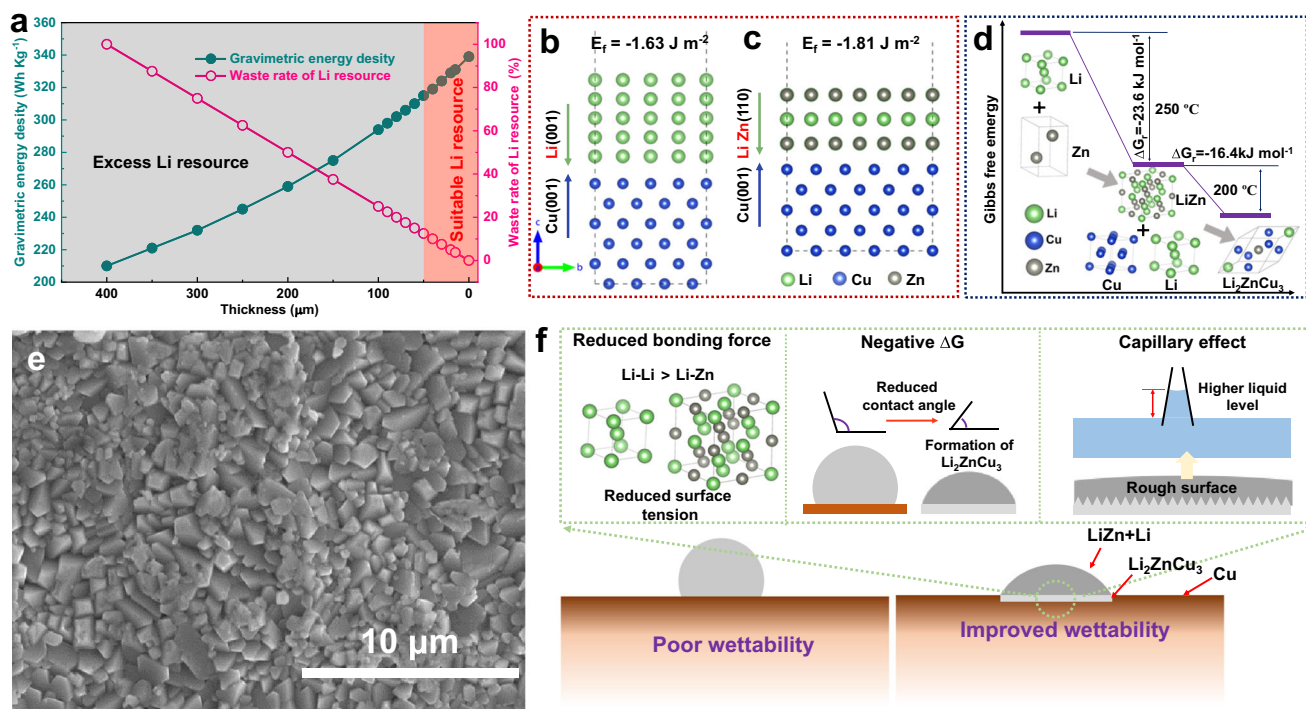 a
Gravimetric energy desity (Wh Kg⁻¹)
360
340
320
300
280
260
240
220
200
Gravimetric energy desity
Waste rate of Li resource
Excess Li resource
Suitable Li resource
400
300
200
100
0
Thickness (μm)
100
80
60
40
20
0
Waste rate of Li resource (%)
b
E_f = -1.63 J m⁻²
Li(001)
Cu(001)
c
b
c
E_f = -1.81 J m⁻²
Li Zn(110)
Cu(001)
Li
Cu
Zn
d
Gibbs free energy
Li
+
Zn
ΔG_r=-23.6 kJ mol⁻¹
250 °C
ΔG_r=-16.4kJ mol⁻¹
200 °C
LiZn
+
Li
Cu
Zn
Cu
Li
Li₂ZnCu₃
e
10 μm
f
Reduced bonding force
Li-Li > Li-Zn
Reduced surface
tension
Negative ΔG
Reduced
contact angle
Formation of
Li₂ZnCu₃
Capillary effect
Higher liquid
level
Rough surface
LiZn+Li
Li₂ZnCu₃
Cu
Poor wettability
Improved wettability